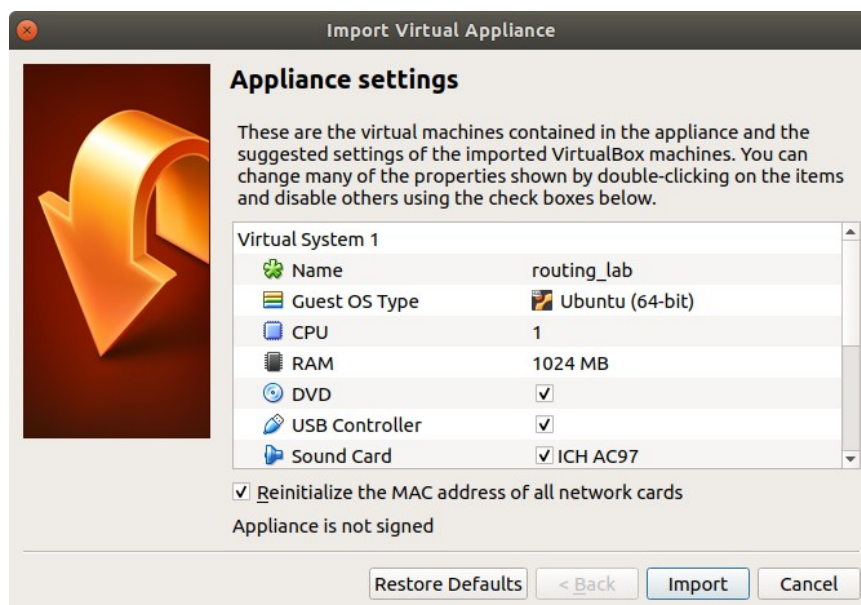 Import Virtual Appliance
Appliance settings
These are the virtual machines contained in the appliance and the
suggested settings of the imported VirtualBox machines. You can
change many of the properties shown by double-clicking on the items
and disable others using the check boxes below.
Virtual System 1
Name routing_lab
Guest OS Type Ubuntu (64-bit)
CPU 1
RAM 1024 MB
DVD
USB Controller
Sound Card ICH AC97
Reinitialize the MAC address of all network cards
Appliance is not signed
Restore Defaults < Back Import Cancel